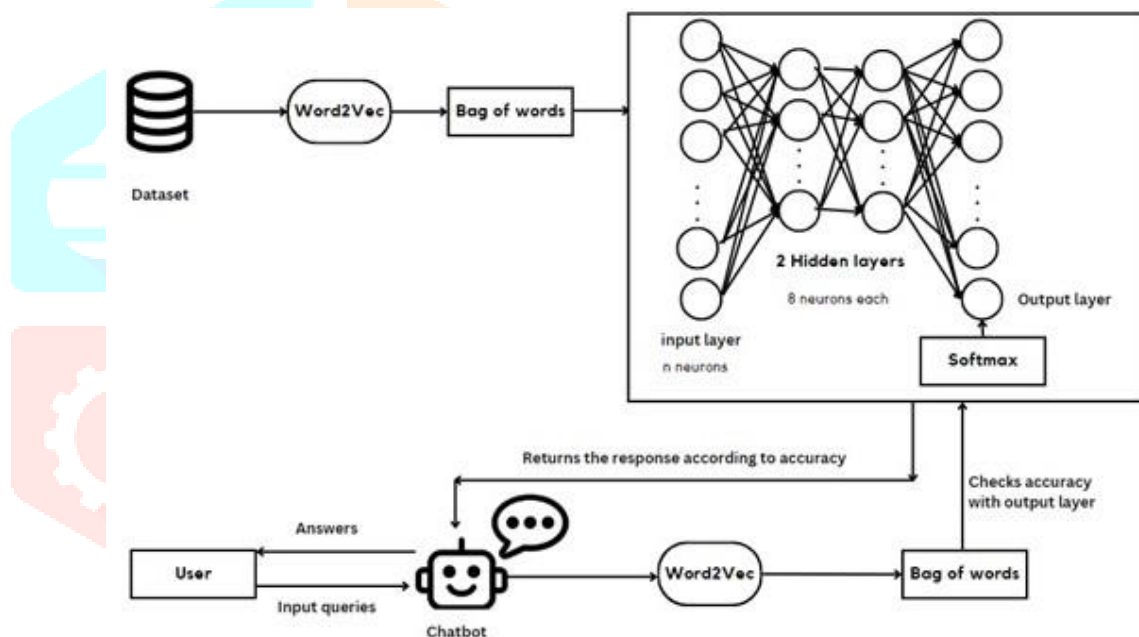 Word2Vec
Bag of words
Dataset
2 Hidden layers
8 neurons each
Output layer
input layer
n neurons
Softmax
Returns the response according to accuracy
Checks accuracy
with output layer
Answers
User
Word2Vec
Bag of words
Input queries
Chatbot